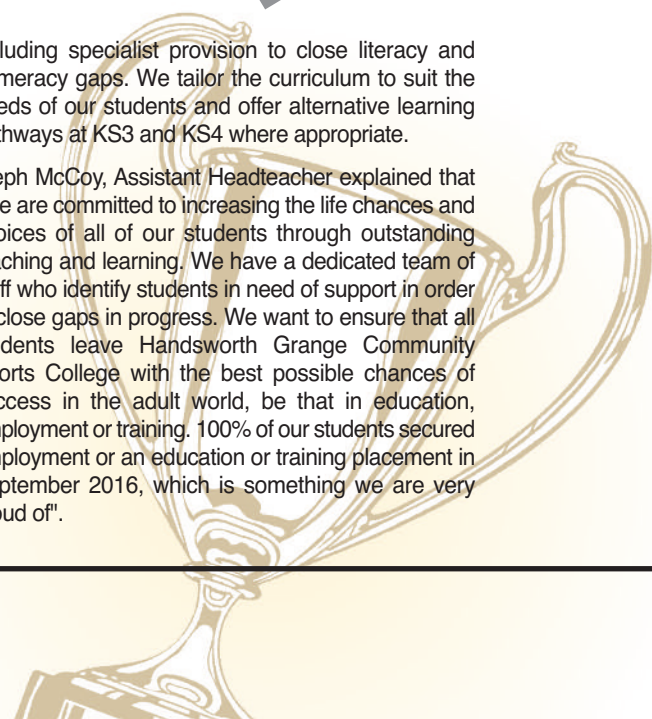 luding specialist provision to close literacy and
meracy gaps. We tailor the curriculum to suit the
eds of our students and offer alternative learning
thways at KS3 and KS4 where appropriate.
eph McCoy, Assistant Headteacher explained that
e are committed to increasing the life chances and
oices of all of our students through outstanding
aching and learning. We have a dedicated team of
ff who identify students in need of support in order
close gaps in progress. We want to ensure that all
dents leave Handsworth Grange Community
orts College with the best possible chances of
ccess in the adult world, be that in education,
ployment or training. 100% of our students secured
ployment or an education or training placement in
ptember 2016, which is something we are very
oud of".